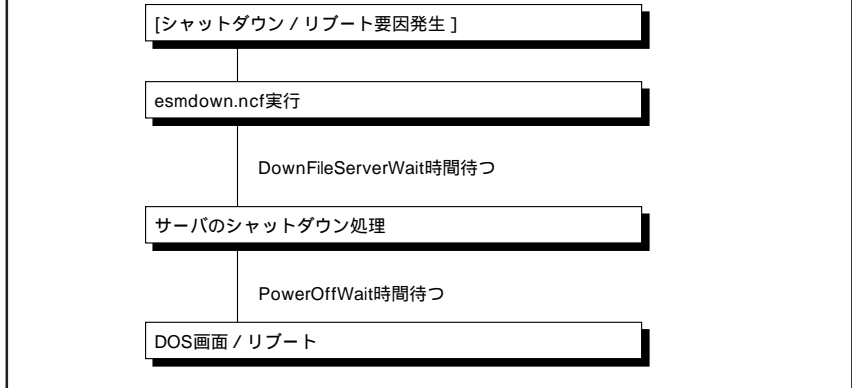 [シャットダウン / リブート要因発生 ]
esmdown.ncf実行
DownFileServerWait時間待つ
サーバのシャットダウン処理
PowerOffWait時間待つ
DOS画面 / リブート